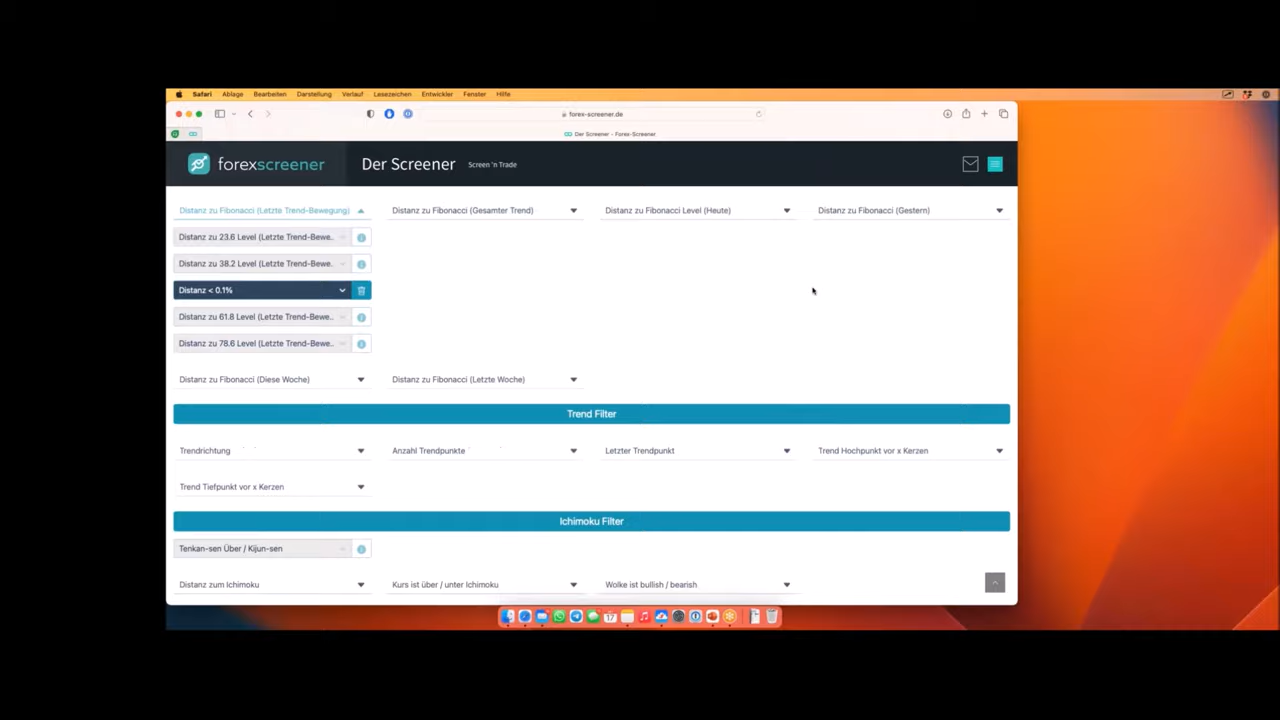 Safari Ablage Bearbeiten Darstellung Verlauf Lesezeichen Entwickler Fenster Hilfe
forex-screener.de
Der Screener - Forex-Screener
forexscreener Der Screener Screen 'n Trade
Distanz zu Fibonacci (Letzte Trend-Bewegung) Distanz zu Fibonacci (Gesamter Trend) Distanz zu Fibonacci Level (Heute) Distanz zu Fibonacci (Gestern)
Distanz zu 23.6 Level (Letzte Trend-Bewe..
Distanz zu 38.2 Level (Letzte Trend-Bewe..
Distanz < 0.1%
Distanz zu 61.8 Level (Letzte Trend-Bewe..
Distanz zu 78.6 Level (Letzte Trend-Bewe..
Distanz zu Fibonacci (Diese Woche) Distanz zu Fibonacci (Letzte Woche)
Trend Filter
Trendrichtung Anzahl Trendpunkte Letzter Trendpunkt Trend Hochpunkt vor x Kerzen
Trend Tiefpunkt vor x Kerzen
Ichimoku Filter
Tenkan-sen Über / Kijun-sen
Distanz zum Ichimoku Kurs ist über / unter Ichimoku Wolke ist bullish / bearish
17